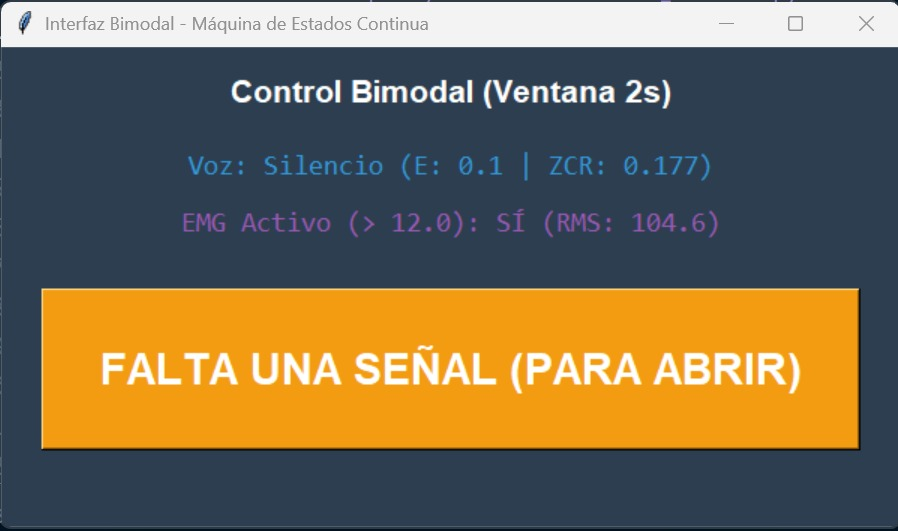 Interfaz Bimodal - Máquina de Estados Continua
Control Bimodal (Ventana 2s)
Voz: Silencio (E: 0.1 | ZCR: 0.177)
EMG Activo (> 12.0): SÍ (RMS: 104.6)
FALTA UNA SEÑAL (PARA ABRIR)